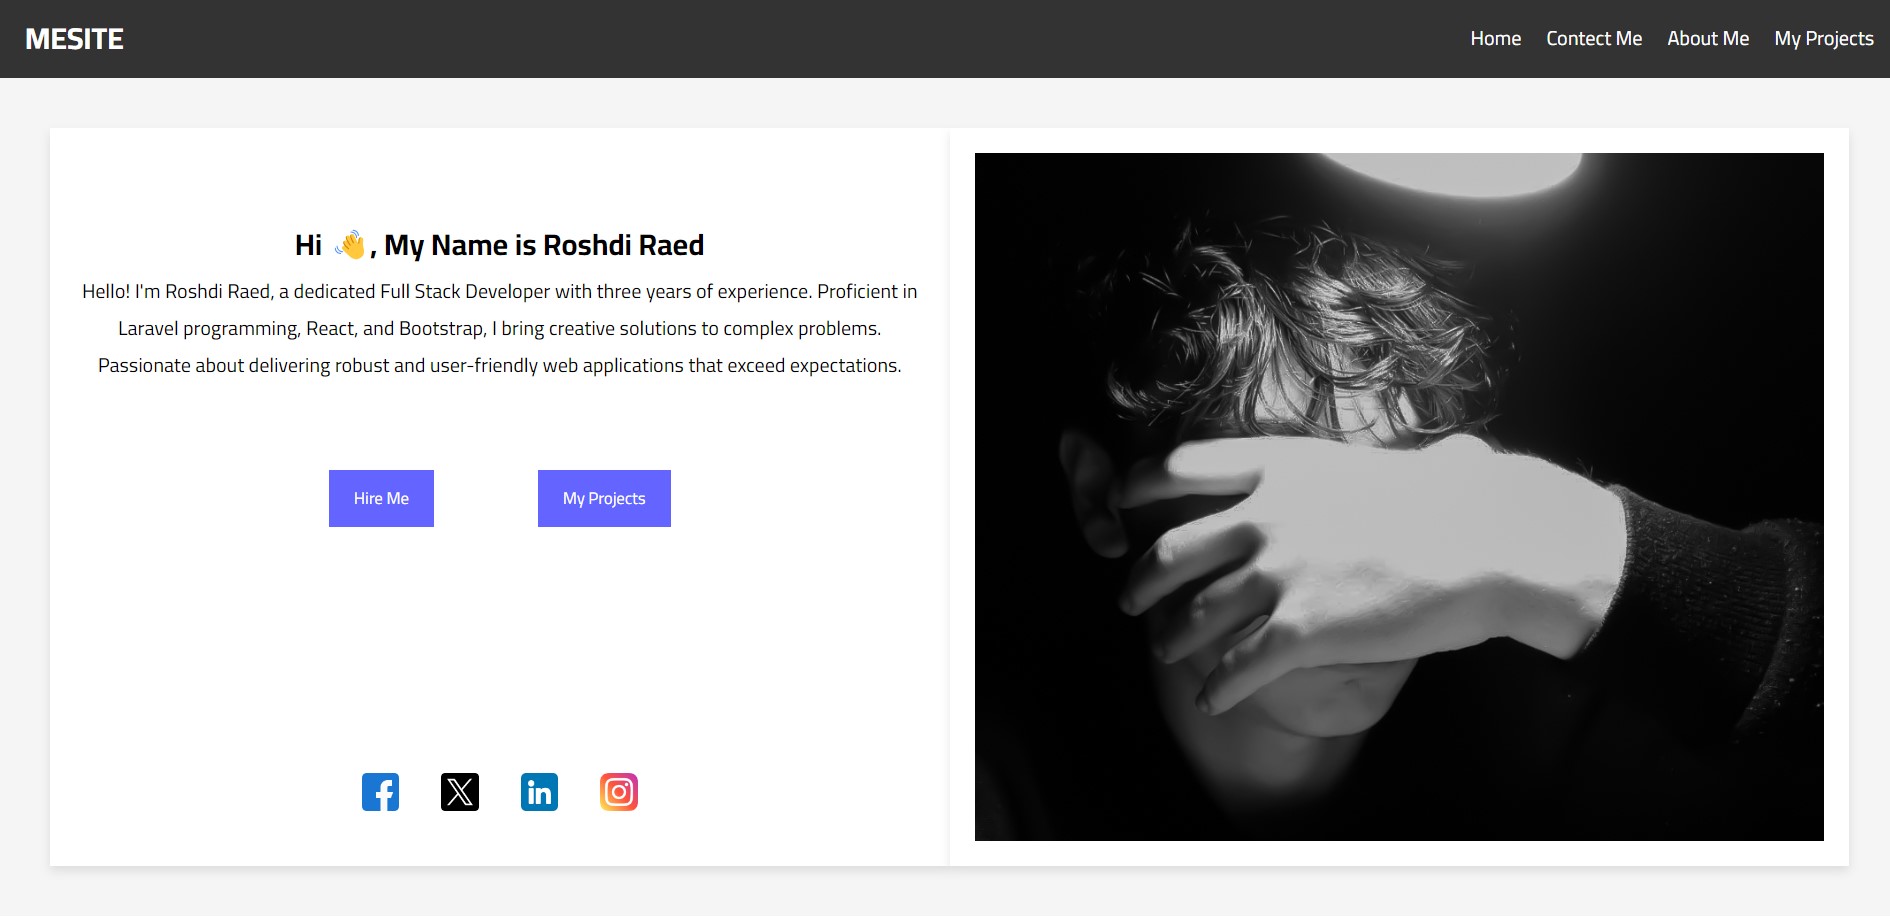 MESITE
Home Contect Me About Me My Projects
Hi 👋, My Name is Roshdi Raed
Hello! I'm Roshdi Raed, a dedicated Full Stack Developer with three years of experience. Proficient in
Laravel programming, React, and Bootstrap, I bring creative solutions to complex problems.
Passionate about delivering robust and user-friendly web applications that exceed expectations.
Hire Me
My Projects